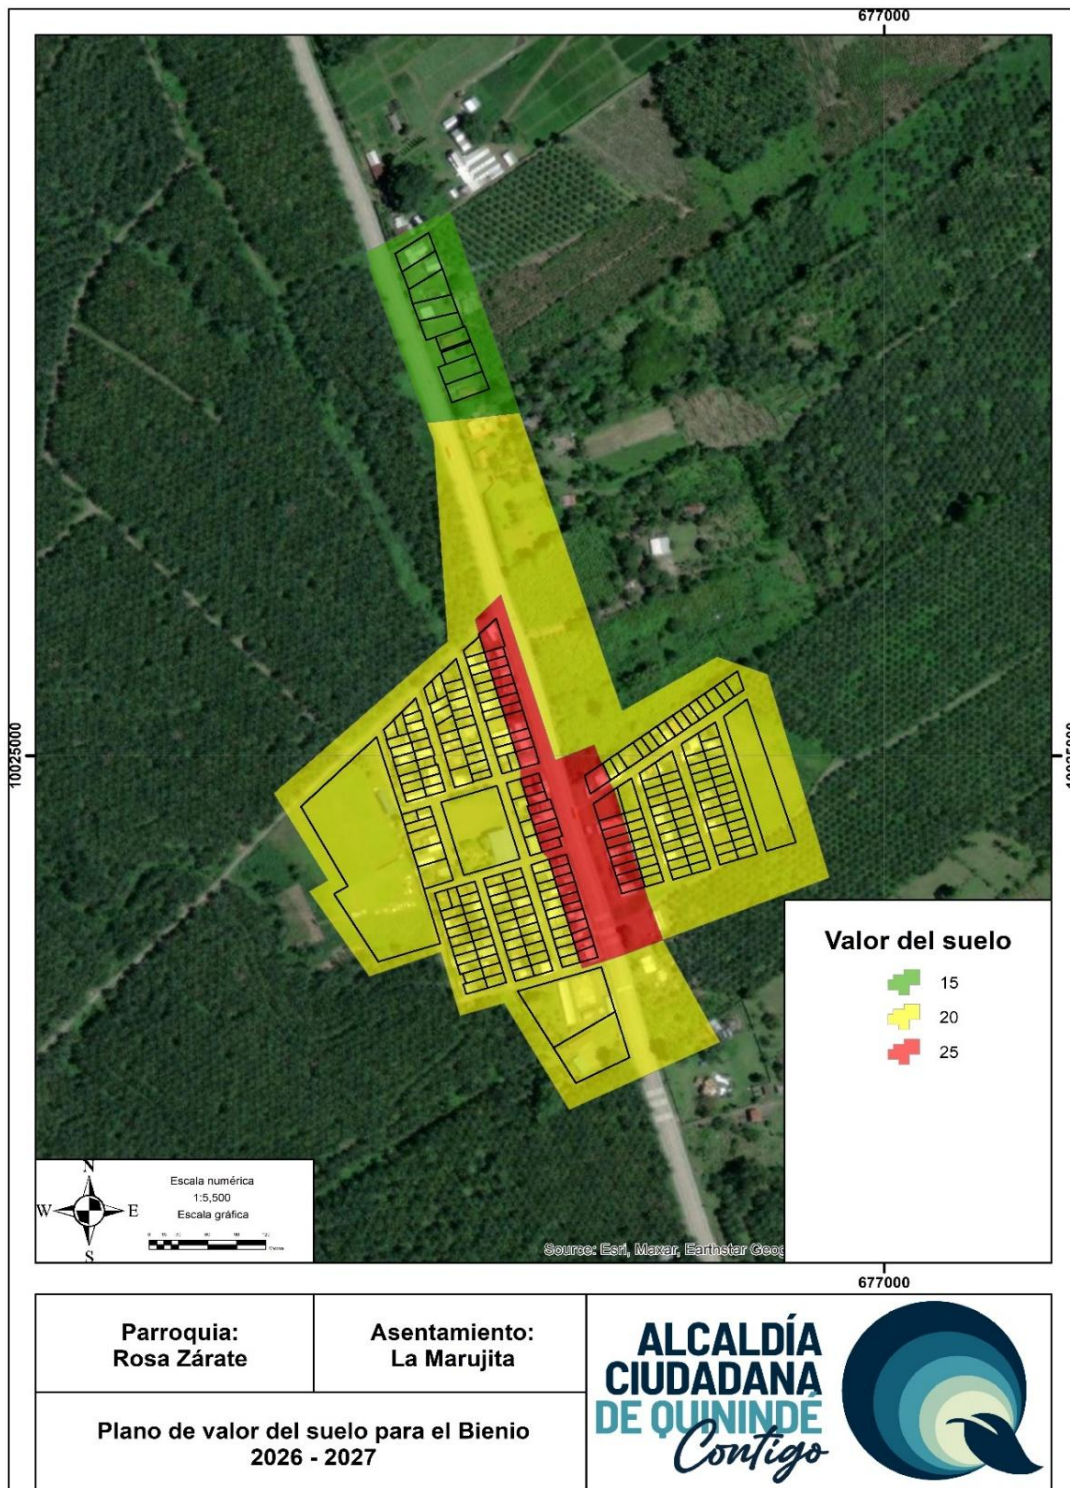 677000
10025000
10025000
Valor del suelo
15
20
25
N
W
E
S
Escala numérica
1:5,500
Escala gráfica
Source: Esri, Maxar, Earthstar Geog
677000
Parroquia:
Rosa Zárate
Asentamiento:
La Marujita
Plano de valor del suelo para el Bienio
2026 - 2027
ALCALDÍA
CIUDADANA
DE QUININDÉ
Contigo